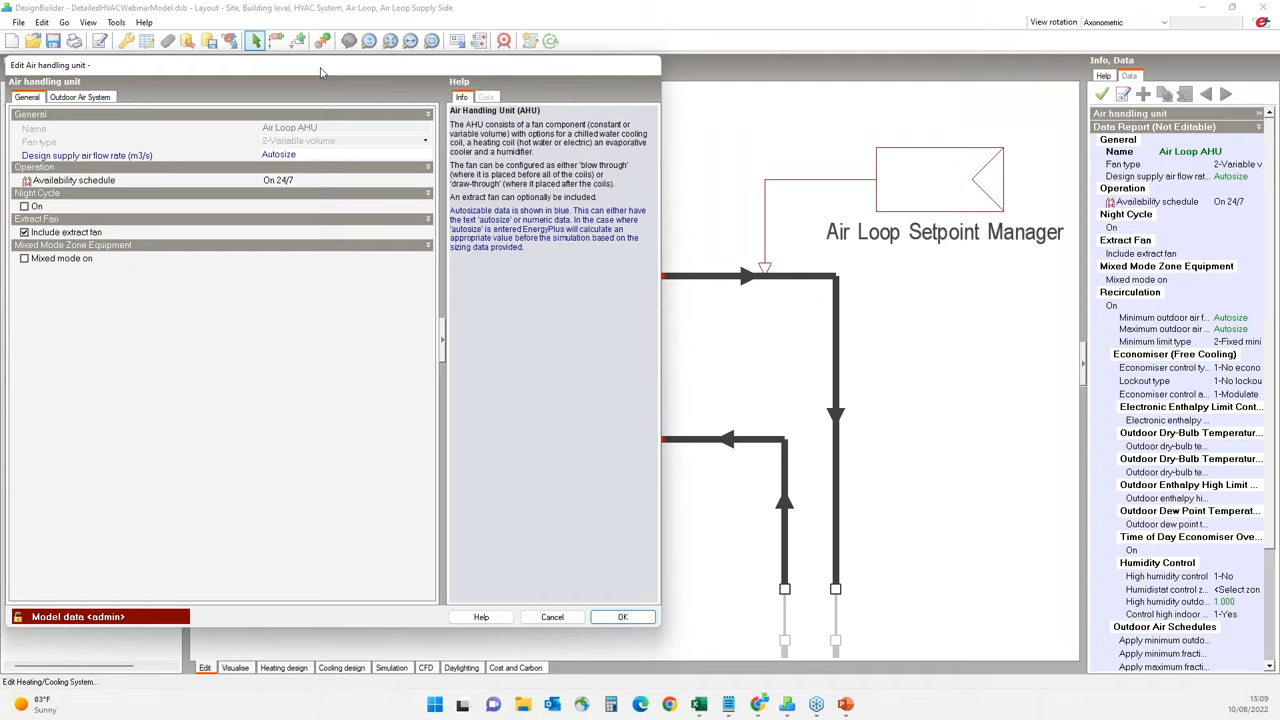 DesignBuilder - DetailedHVACWebinarModel.dsb - Layout - Site, Building level, HVAC System, Air Loop, Air Loop Supply Side
File Edit Go View Tools Help
View rotation Axonometric
Edit Air handling unit -
Air handling unit
General Outdoor Air System
General
Name Air Loop AHU
Fan type 2-Variable volume
Design supply air flow rate (m3/s) Autosize
Operation
Availability schedule On 24/7
Night Cycle
On
Extract Fan
Include extract fan
Mixed Mode Zone Equipment
Mixed mode on
Model data <admin>
Help
Info Data
Air Handling Unit (AHU)
The AHU consists of a fan component (constant or
variable volume) with options for a chilled water cooling
coil, a heating coil (hot water or electric) an evaporative
cooler and a humidifier.
The fan can be configured as either 'blow through'
(where it is placed before all of the coils) or
'draw-through' (where it placed after the coils).
An extract fan can optionally be included.
Autosizable data is shown in blue. This can either have
the text 'autosize' or numeric data. In the case where
'autosize' is entered EnergyPlus will calculate an
appropriate value before the simulation based on the
sizing data provided.
Help Cancel OK
Air Loop Setpoint Manager
Info, Data
Help Data
Air handling unit
Data Report (Not Editable)
General
Name Air Loop AHU
Fan type 2-Variable v
Design supply air flow rat... Autosize
Operation
Availability schedule On 24/7
Night Cycle
On
Extract Fan
Include extract fan
Mixed Mode Zone Equipment
Mixed mode on
Recirculation
On
Minimum outdoor air f... Autosize
Maximum outdoor air ... Autosize
Minimum limit type 2-Fixed mini
Economiser (Free Cooling)
Economiser control ty... 1-No econo
Lockout type 1-No lockou
Economiser control a... 1-Modulate
Electronic Enthalpy Limit Cont...
Electronic enthalpy ...
Outdoor Dry-Bulb Temperatur...
Outdoor dry-bulb te...
Outdoor Dry-Bulb Temperatur...
Outdoor dry-bulb te...
Outdoor Enthalpy High Limit ...
Outdoor enthalpy hi...
Outdoor Dew Point Temperat...
Outdoor dew point t...
Time of Day Economiser Ove...
On
Humidity Control
High humidity control 1-No
Humidistat control z... <Select zon
High humidity outdo... 1.000
Control high indoor ... 1-Yes
Outdoor Air Schedules
Apply minimum outdo...
Apply minimum fracti...
Apply maximum fracti...
Edit Visualise Heating design Cooling design Simulation CFD Daylighting Cost and Carbon
Edit Heating/Cooling System...
83°F
Sunny
15:09
10/08/2022